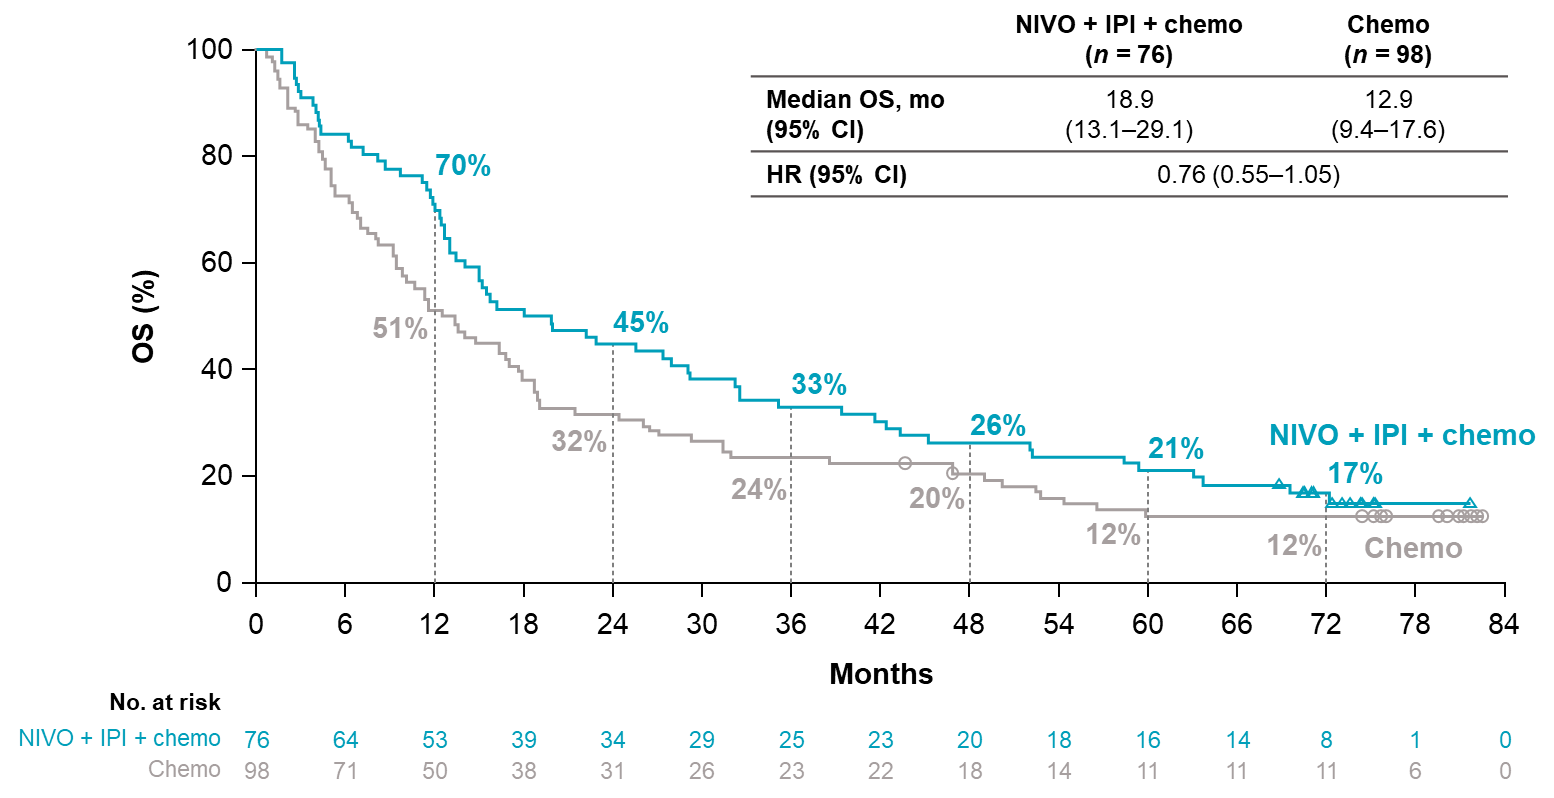 NIVO + IPI + chemo Chemo
(n = 76) (n = 98)
Median OS, mo 18.9 12.9
(95% CI) (13.1–29.1) (9.4–17.6)
HR (95% CI) 0.76 (0.55–1.05)
OS (%)
100
80
60
40
20
0
70%
51%
45%
32%
33%
24%
26%
20%
21%
12%
17%
12%
NIVO + IPI + chemo
Chemo
0 6 12 18 24 30 36 42 48 54 60 66 72 78 84
Months
No. at risk
NIVO + IPI + chemo 76 64 53 39 34 29 25 23 20 18 16 14 8 1 0
Chemo 98 71 50 38 31 26 23 22 18 14 11 11 11 6 0